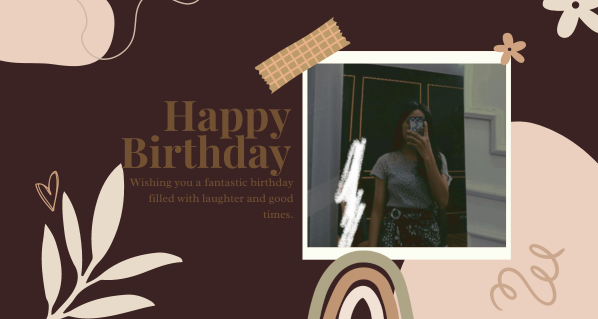 Happy
Birthday
Wishing you a fantastic birthday
filled with laughter and good
times.